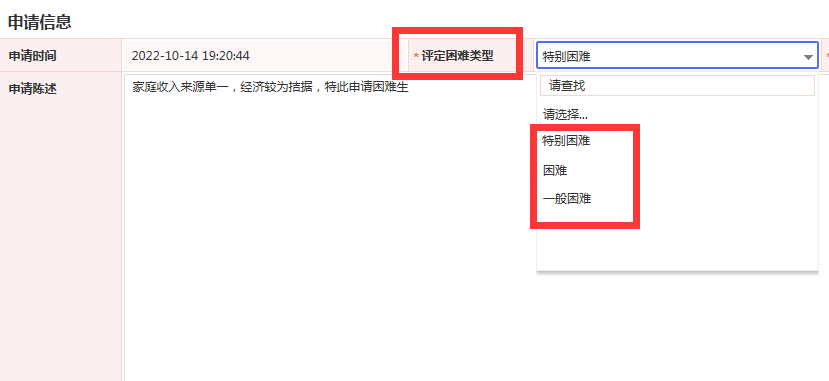 申请信息
申请时间 2022-10-14 19:20:44 * 评定困难类型 特别困难 *
申请陈述 家庭收入来源单一，经济较为拮据，特此申请困难生
请查找
请选择...
特别困难
困难
一般困难